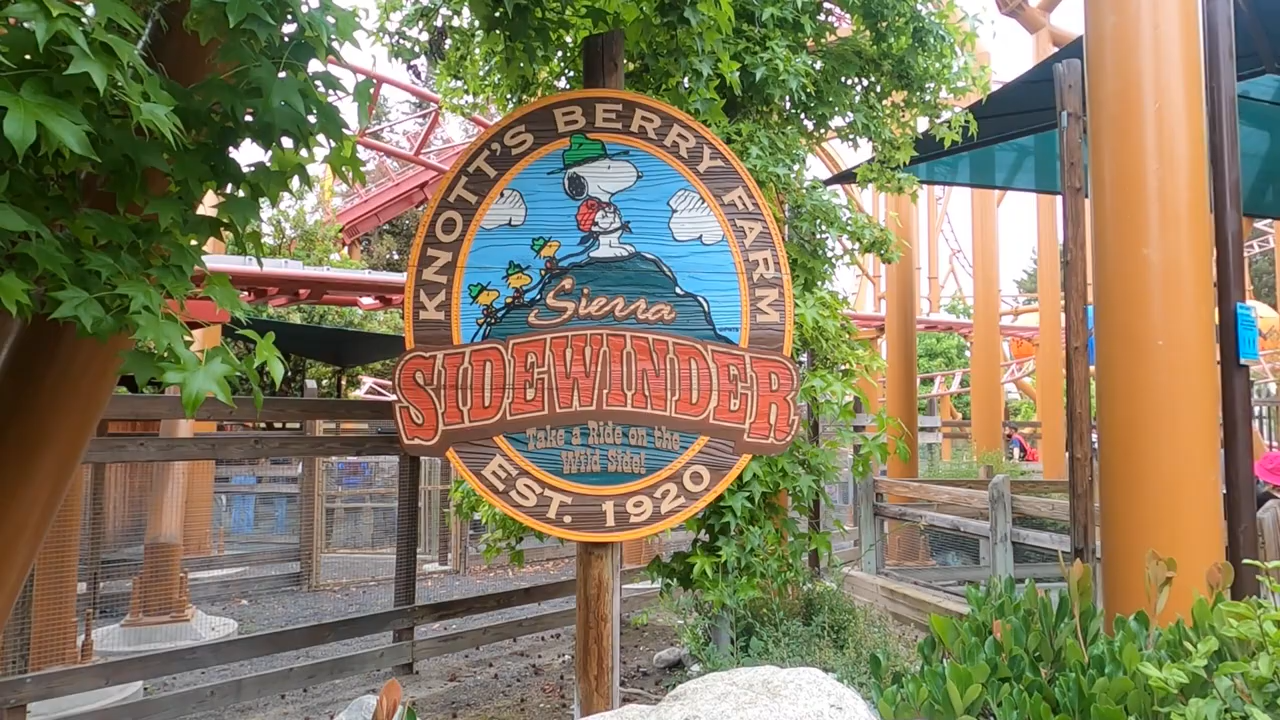 KNOTT'S BERRY FARM
Sierra
SIDEWINDER
Take a Ride on the
Wild Side!
EST. 1920